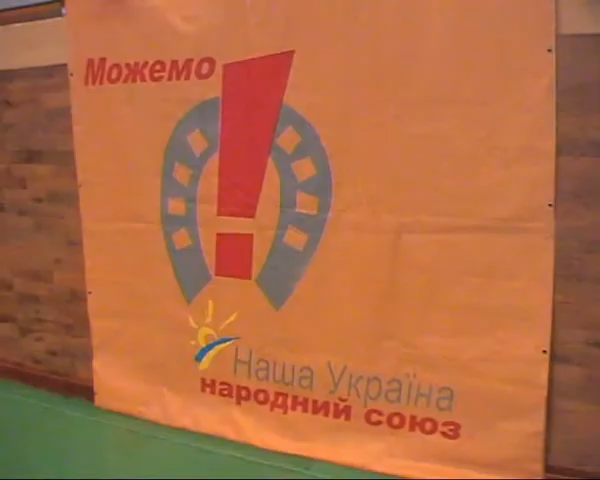 Можемо
!
Наша Україна
народний союз